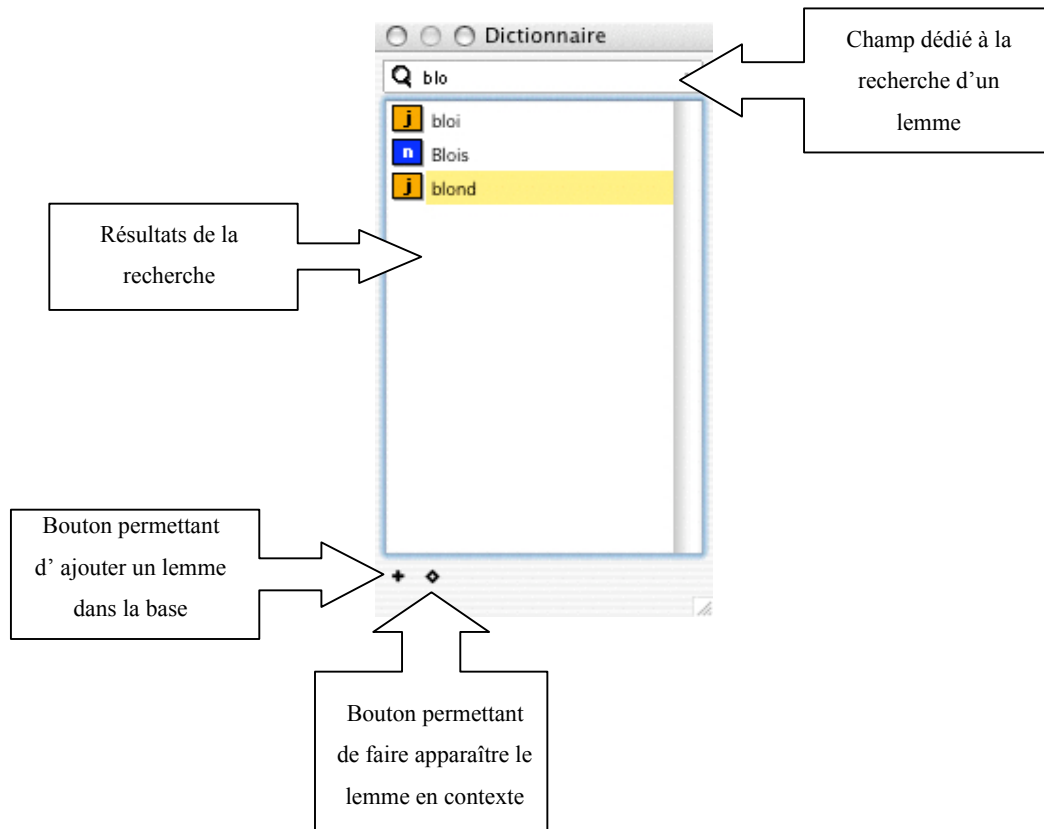 Dictionnaire
Champ dédié à la
recherche d'un
lemme
blo
j bloi
n Blois
j blond
Résultats de la
recherche
Bouton permettant
d' ajouter un lemme
dans la base
Bouton permettant
de faire apparaître le
lemme en contexte